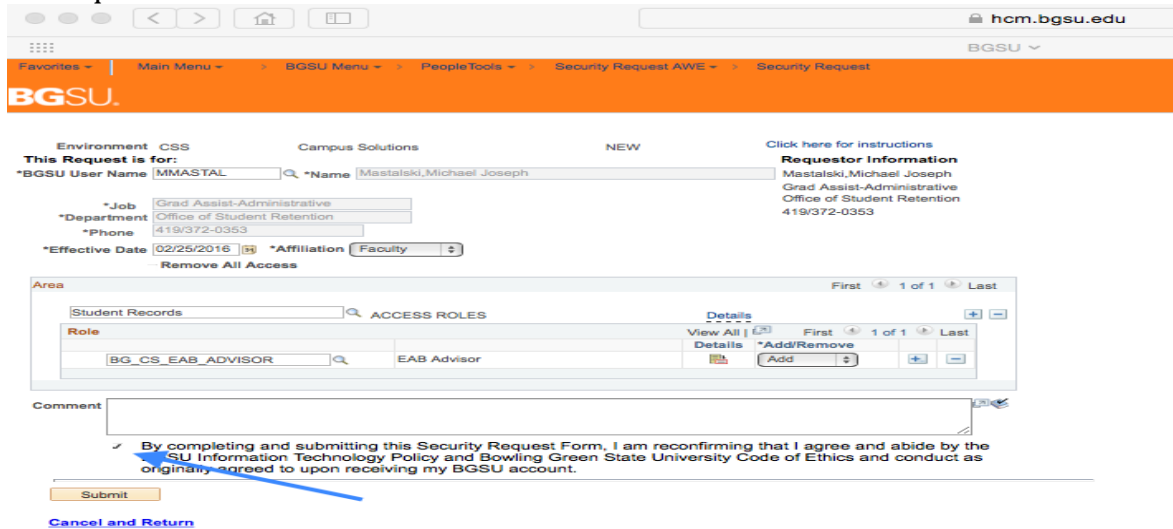 hcm.bgsu.edu
BGSU
Favorites Main Menu > BGSU Menu > PeopleTools > Security Request AWE > Security Request
BGSU.
Environment CSS Campus Solutions NEW Click here for instructions
This Request is for: Requestor Information
*BGSU User Name MMASTAL *Name Mastalski,Michael Joseph Mastalski,Michael Joseph
Grad Assist-Administrative
*Job Grad Assist-Administrative Office of Student Retention
*Department Office of Student Retention 419/372-0353
*Phone 419/372-0353
*Effective Date 02/25/2016 *Affiliation Faculty
Remove All Access
Area First 1 of 1 Last
Student Records ACCESS ROLES Details
Role View All | First 1 of 1 Last
Details *Add/Remove
BG_CS_EAB_ADVISOR EAB Advisor Add
Comment
By completing and submitting this Security Request Form, I am reconfirming that I agree and abide by the
BGSU Information Technology Policy and Bowling Green State University Code of Ethics and conduct as
originally agreed to upon receiving my BGSU account.
Submit
Cancel and Return